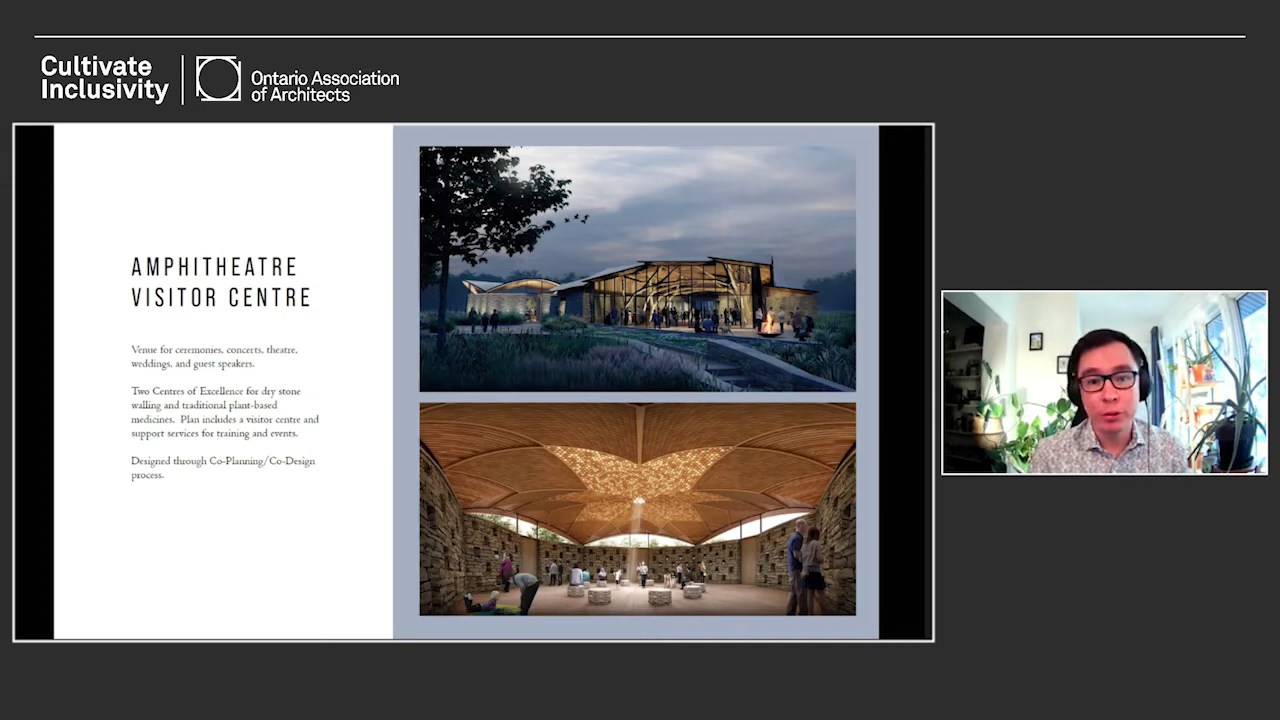 Cultivate
Inclusivity
Ontario Association
of Architects
AMPHITHEATRE
VISITOR CENTRE
Venue for ceremonies, concerts, theatre,
weddings, and guest speakers.
Two Centres of Excellence for dry stone
walling and traditional plant-based
medicines. Plan includes a visitor centre and
support services for training and events.
Designed through Co-Planning/Co-Design
process.